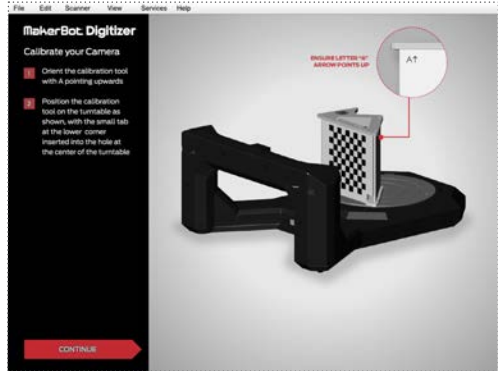 File Edit Scanner View Services Help
MakerBot. Digitizer
Calibrate your Camera
1 Orient the calibration tool
with A pointing upwards
2 Position the calibration
tool on the turntable as
shown, with the small tab
at the lower corner
inserted into the hole at
the center of the turntable
CONTINUE
ENSURE LETTER "A"
ARROW POINTS UP
A↑